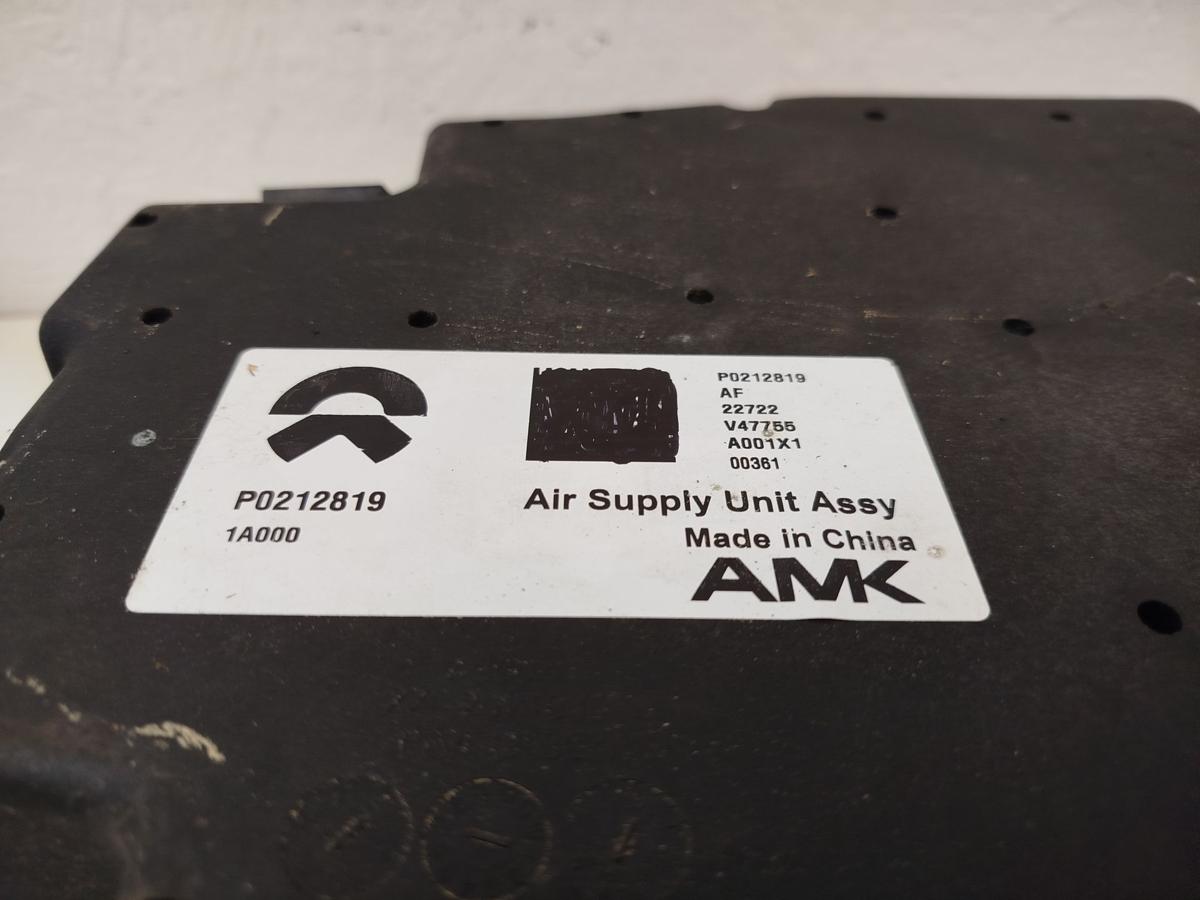 P0212819
AF
22722
V47755
A001X1
00361
P0212819
1A000
Air Supply Unit Assy
Made in China
AMK